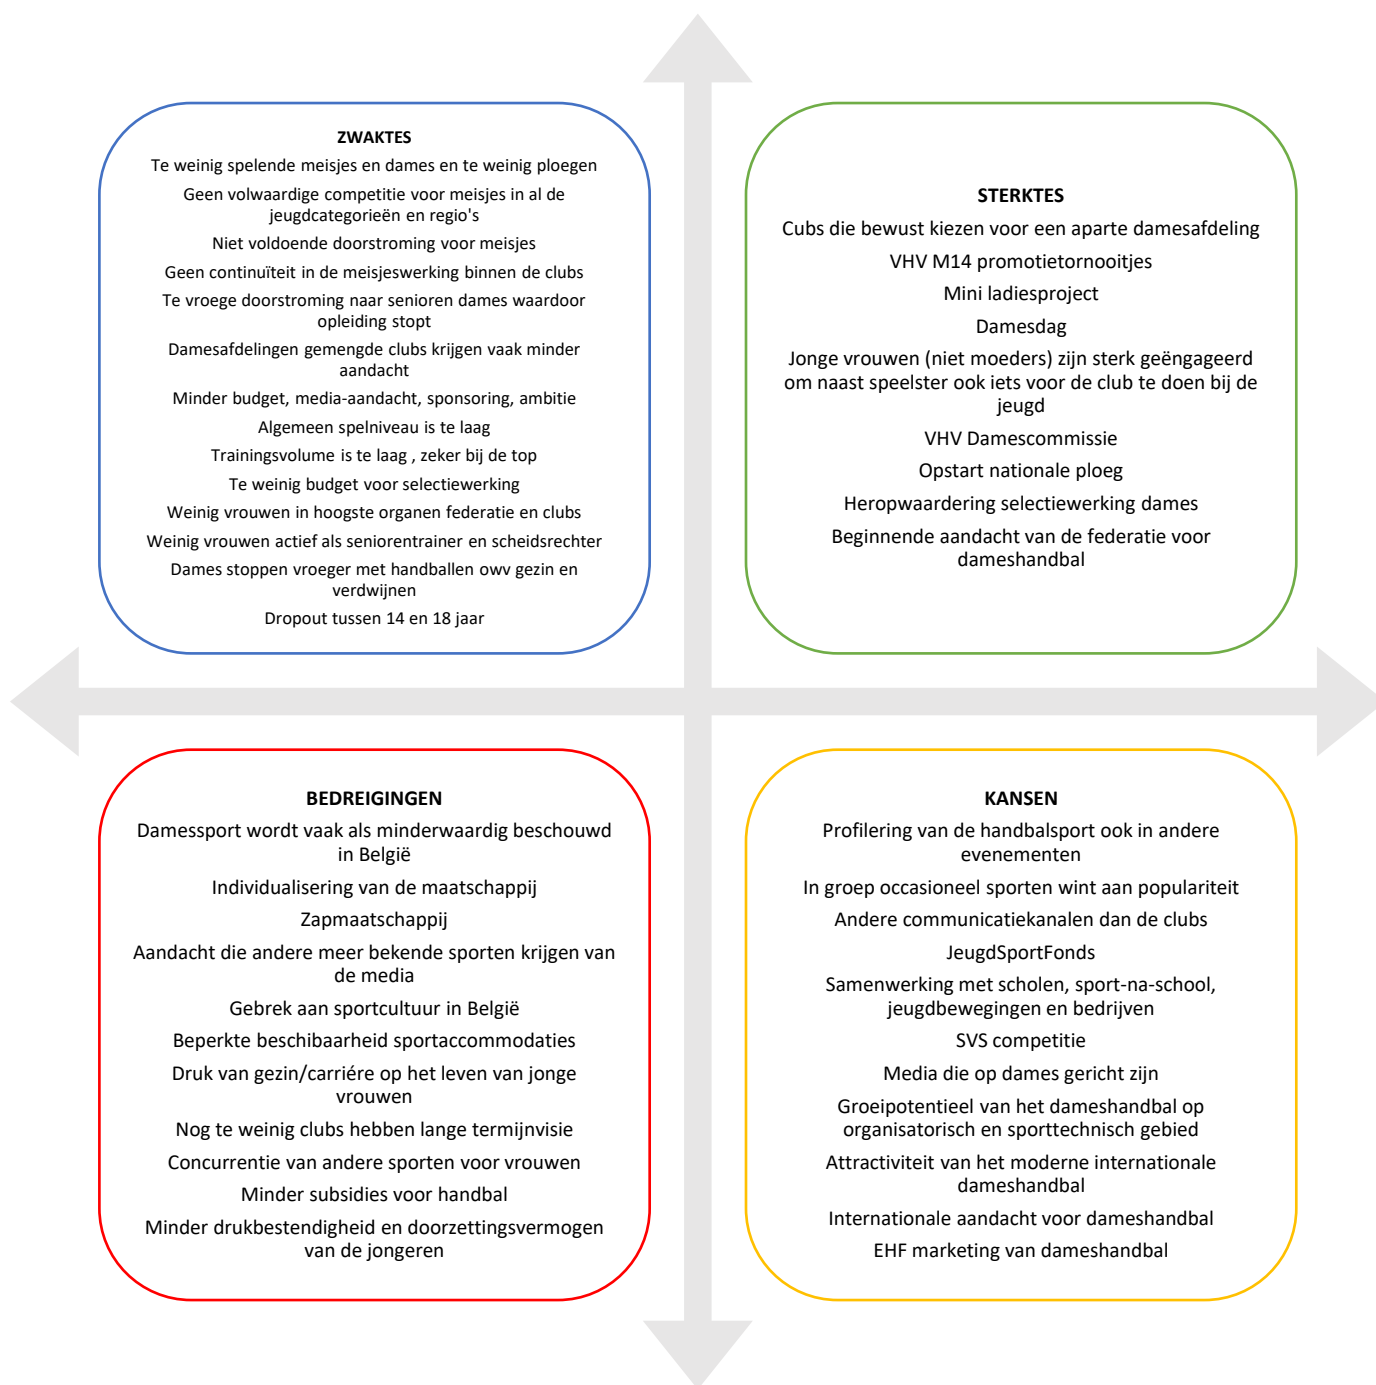 ZWAKTES
Te weinig spelende meisjes en dames en te weinig ploegen
Geen volwaardige competitie voor meisjes in al de
jeugdcategorieën en regio's
Niet voldoende doorstroming voor meisjes
Geen continuïteit in de meisjeswerking binnen de clubs
Te vroege doorstroming naar senioren dames waardoor
opleiding stopt
Damesafdelingen gemengde clubs krijgen vaak minder
aandacht
Minder budget, media-aandacht, sponsoring, ambitie
Algemeen spelniveau is te laag
Trainingsvolume is te laag , zeker bij de top
Te weinig budget voor selectiewerking
Weinig vrouwen in hoogste organen federatie en clubs
Weinig vrouwen actief als seniorentrainer en scheidsrechter
Dames stoppen vroeger met handballen owv gezin en
verdwijnen
Dropout tussen 14 en 18 jaar
STERKTES
Cubs die bewust kiezen voor een aparte damesafdeling
VHV M14 promotietornooitjes
Mini ladiesproject
Damesdag
Jonge vrouwen (niet moeders) zijn sterk geëngageerd
om naast speelster ook iets voor de club te doen bij de
jeugd
VHV Damescommissie
Opstart nationale ploeg
Heropwaardering selectiewerking dames
Beginnende aandacht van de federatie voor
dameshandbal
BEDREIGINGEN
Damessport wordt vaak als minderwaardig beschouwd
in België
Individualisering van de maatschappij
Zapmaatschappij
Aandacht die andere meer bekende sporten krijgen van
de media
Gebrek aan sportcultuur in België
Beperkte beschibaarheid sportaccommodaties
Druk van gezin/carriére op het leven van jonge
vrouwen
Nog te weinig clubs hebben lange termijnvisie
Concurrentie van andere sporten voor vrouwen
Minder subsidies voor handbal
Minder drukbestendigheid en doorzettingsvermogen
van de jongeren
KANSEN
Profilering van de handbalsport ook in andere
evenementen
In groep occasioneel sporten wint aan populariteit
Andere communicatiekanalen dan de clubs
JeugdSportFonds
Samenwerking met scholen, sport-na-school,
jeugdbewegingen en bedrijven
SVS competitie
Media die op dames gericht zijn
Groeipotentieel van het dameshandbal op
organisatorisch en sporttechnisch gebied
Attractiviteit van het moderne internationale
dameshandbal
Internationale aandacht voor dameshandbal
EHF marketing van dameshandbal